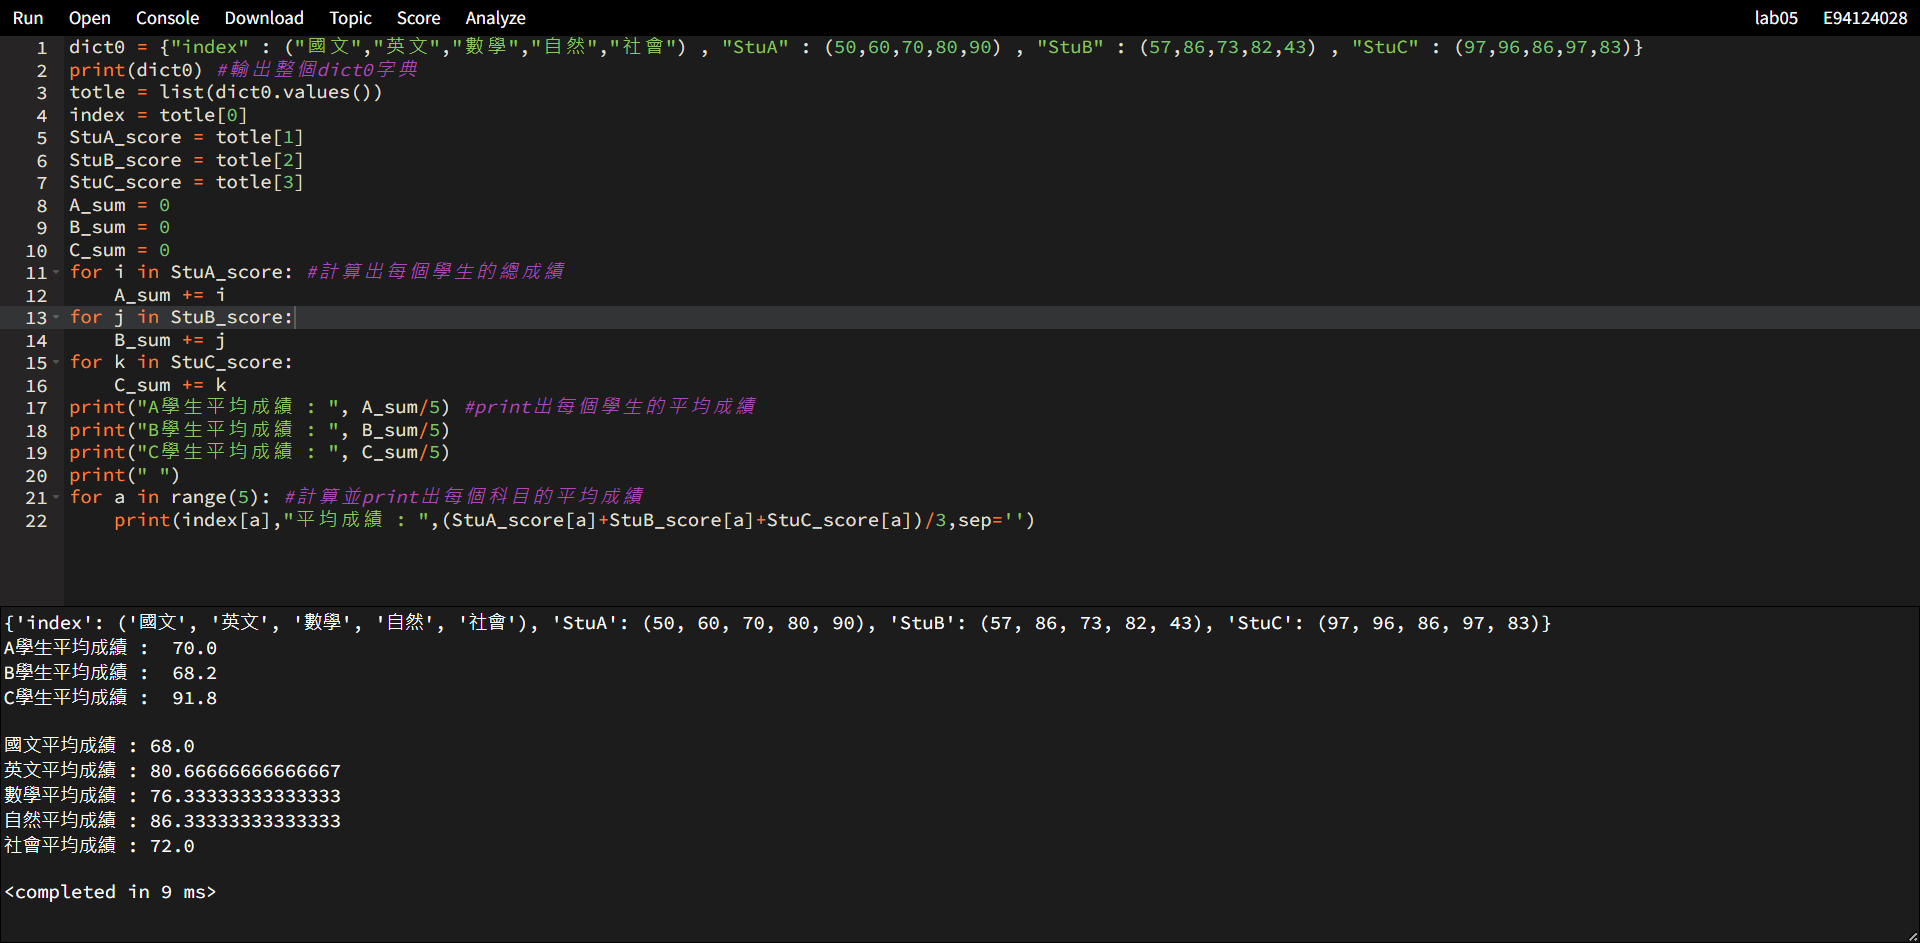 Run Open Console Download Topic Score Analyze lab05 E94124028
1 dict0 = {"index" : ("國文","英文","數學","自然","社會") , "StuA" : (50,60,70,80,90) , "StuB" : (57,86,73,82,43) , "StuC" : (97,96,86,97,83)}
2 print(dict0) #輸出整個dict0字典
3 totle = list(dict0.values())
4 index = totle[0]
5 StuA_score = totle[1]
6 StuB_score = totle[2]
7 StuC_score = totle[3]
8 A_sum = 0
9 B_sum = 0
10 C_sum = 0
11 for i in StuA_score: #計算出每個學生的總成績
12     A_sum += i
13 for j in StuB_score:
14     B_sum += j
15 for k in StuC_score:
16     C_sum += k
17 print("A學生平均成績 : ", A_sum/5) #print出每個學生的平均成績
18 print("B學生平均成績 : ", B_sum/5)
19 print("C學生平均成績 : ", C_sum/5)
20 print(" ")
21 for a in range(5): #計算並print出每個科目的平均成績
22     print(index[a],"平均成績 : ",(StuA_score[a]+StuB_score[a]+StuC_score[a])/3,sep='')
{'index': ('國文', '英文', '數學', '自然', '社會'), 'StuA': (50, 60, 70, 80, 90), 'StuB': (57, 86, 73, 82, 43), 'StuC': (97, 96, 86, 97, 83)}
A學生平均成績 :  70.0
B學生平均成績 :  68.2
C學生平均成績 :  91.8
國文平均成績 : 68.0
英文平均成績 : 80.66666666666667
數學平均成績 : 76.33333333333333
自然平均成績 : 86.33333333333333
社會平均成績 : 72.0
<completed in 9 ms>